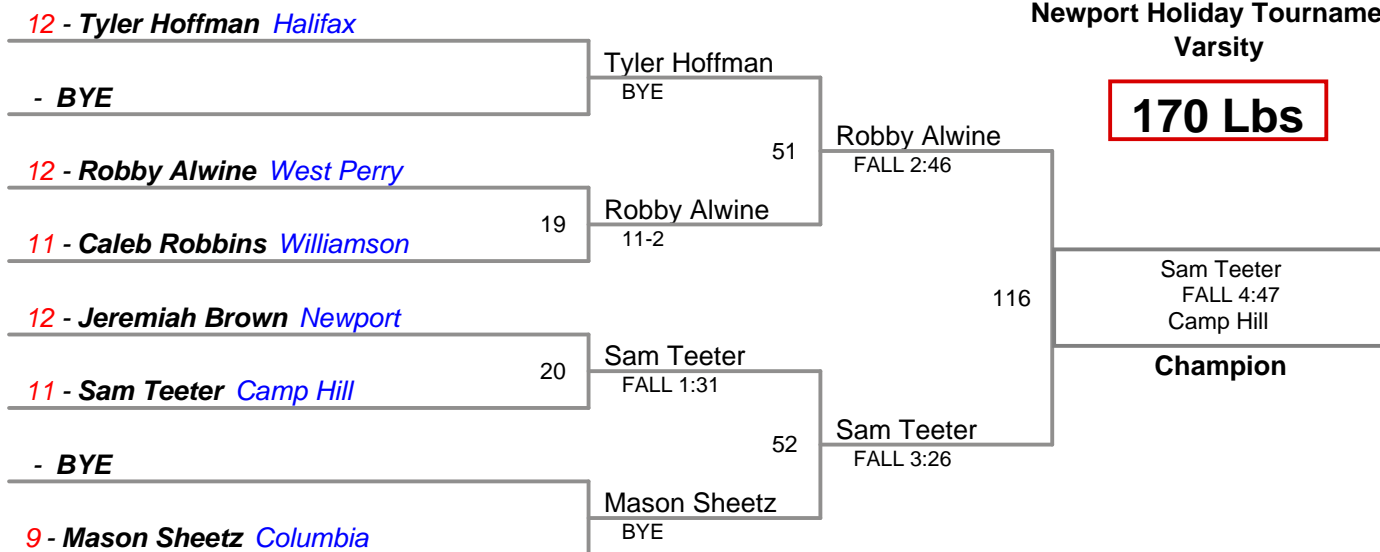 12 - Tyler Hoffman Halifax
- BYE
12 - Robby Alwine West Perry
11 - Caleb Robbins Williamson
12 - Jeremiah Brown Newport
11 - Sam Teeter Camp Hill
- BYE
9 - Mason Sheetz Columbia
19
20
Tyler Hoffman
BYE
Robby Alwine
11-2
Sam Teeter
FALL 1:31
Mason Sheetz
BYE
51
52
Robby Alwine
FALL 2:46
Sam Teeter
FALL 3:26
116
Newport Holiday Tourname
Varsity
170 Lbs
Sam Teeter
FALL 4:47
Camp Hill
Champion